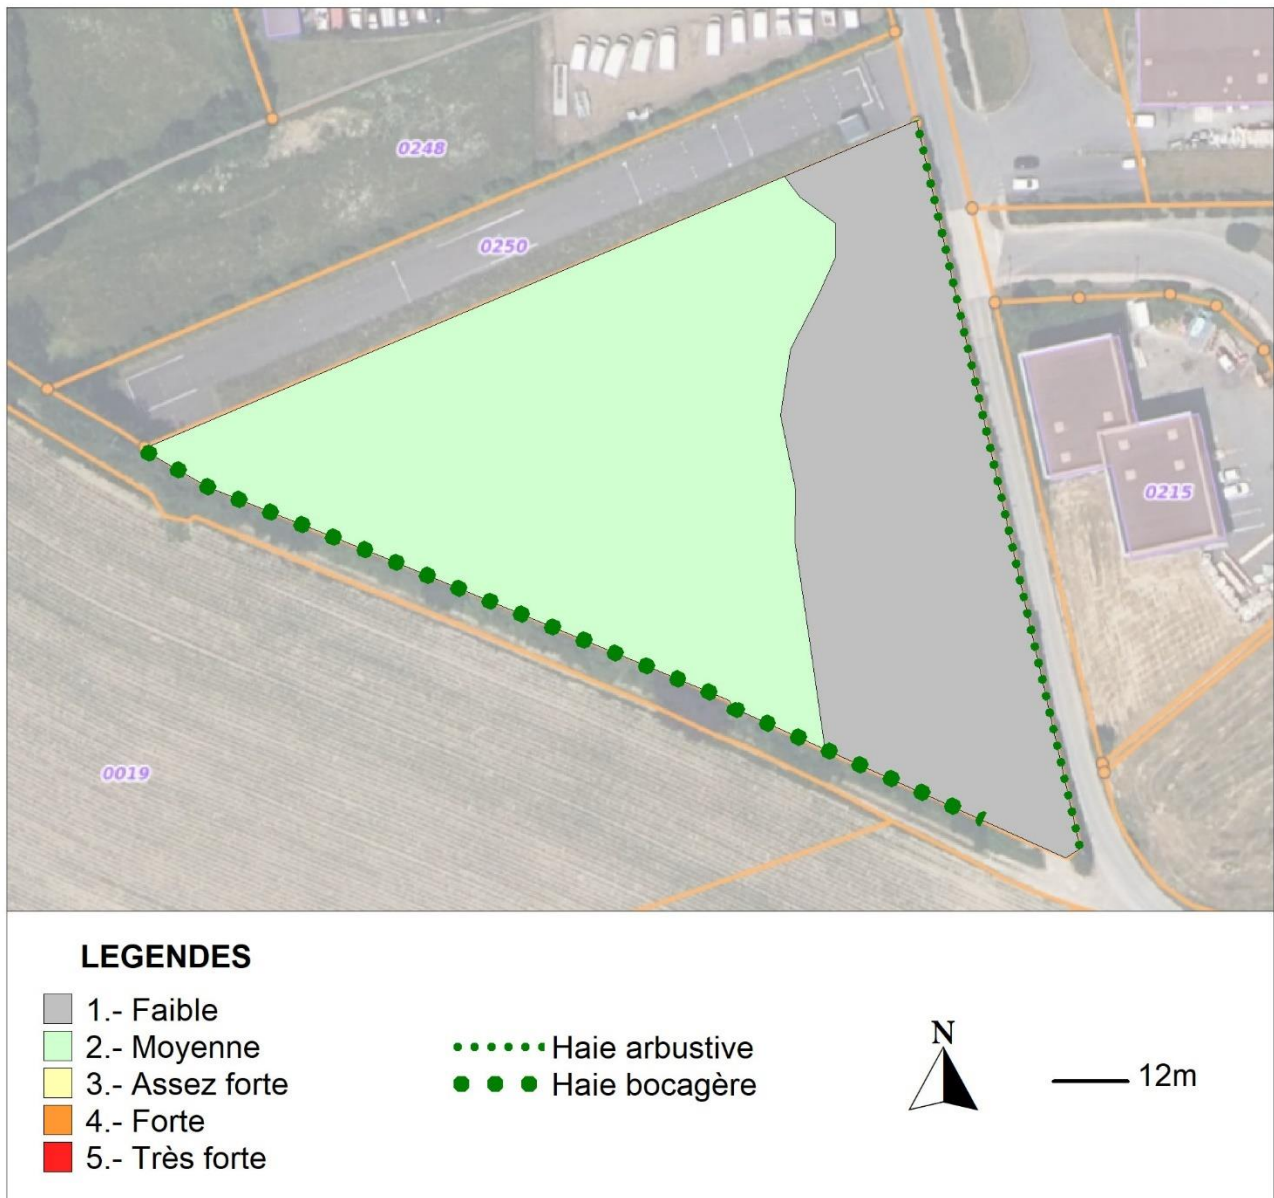 0248
0250
0215
0019
LEGENDES
1.- Faible
2.- Moyenne
3.- Assez forte
4.- Forte
5.- Très forte
Haie arbustive
Haie bocagère
N
12m